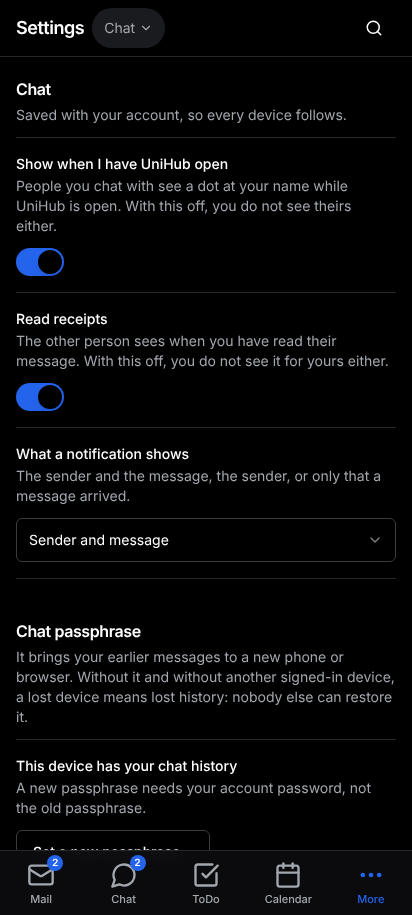 Settings
Chat
Chat
Saved with your account, so every device follows.
Show when I have UniHub open
People you chat with see a dot at your name while
UniHub is open. With this off, you do not see theirs
either.
Read receipts
The other person sees when you have read their
message. With this off, you do not see it for yours either.
What a notification shows
The sender and the message, the sender, or only that a
message arrived.
Sender and message
Chat passphrase
It brings your earlier messages to a new phone or
browser. Without it and without another signed-in device,
a lost device means lost history: nobody else can restore
it.
This device has your chat history
A new passphrase needs your account password, not
the old passphrase.
Set a new passphrase
2
2
Mail
Chat
ToDo
Calendar
More